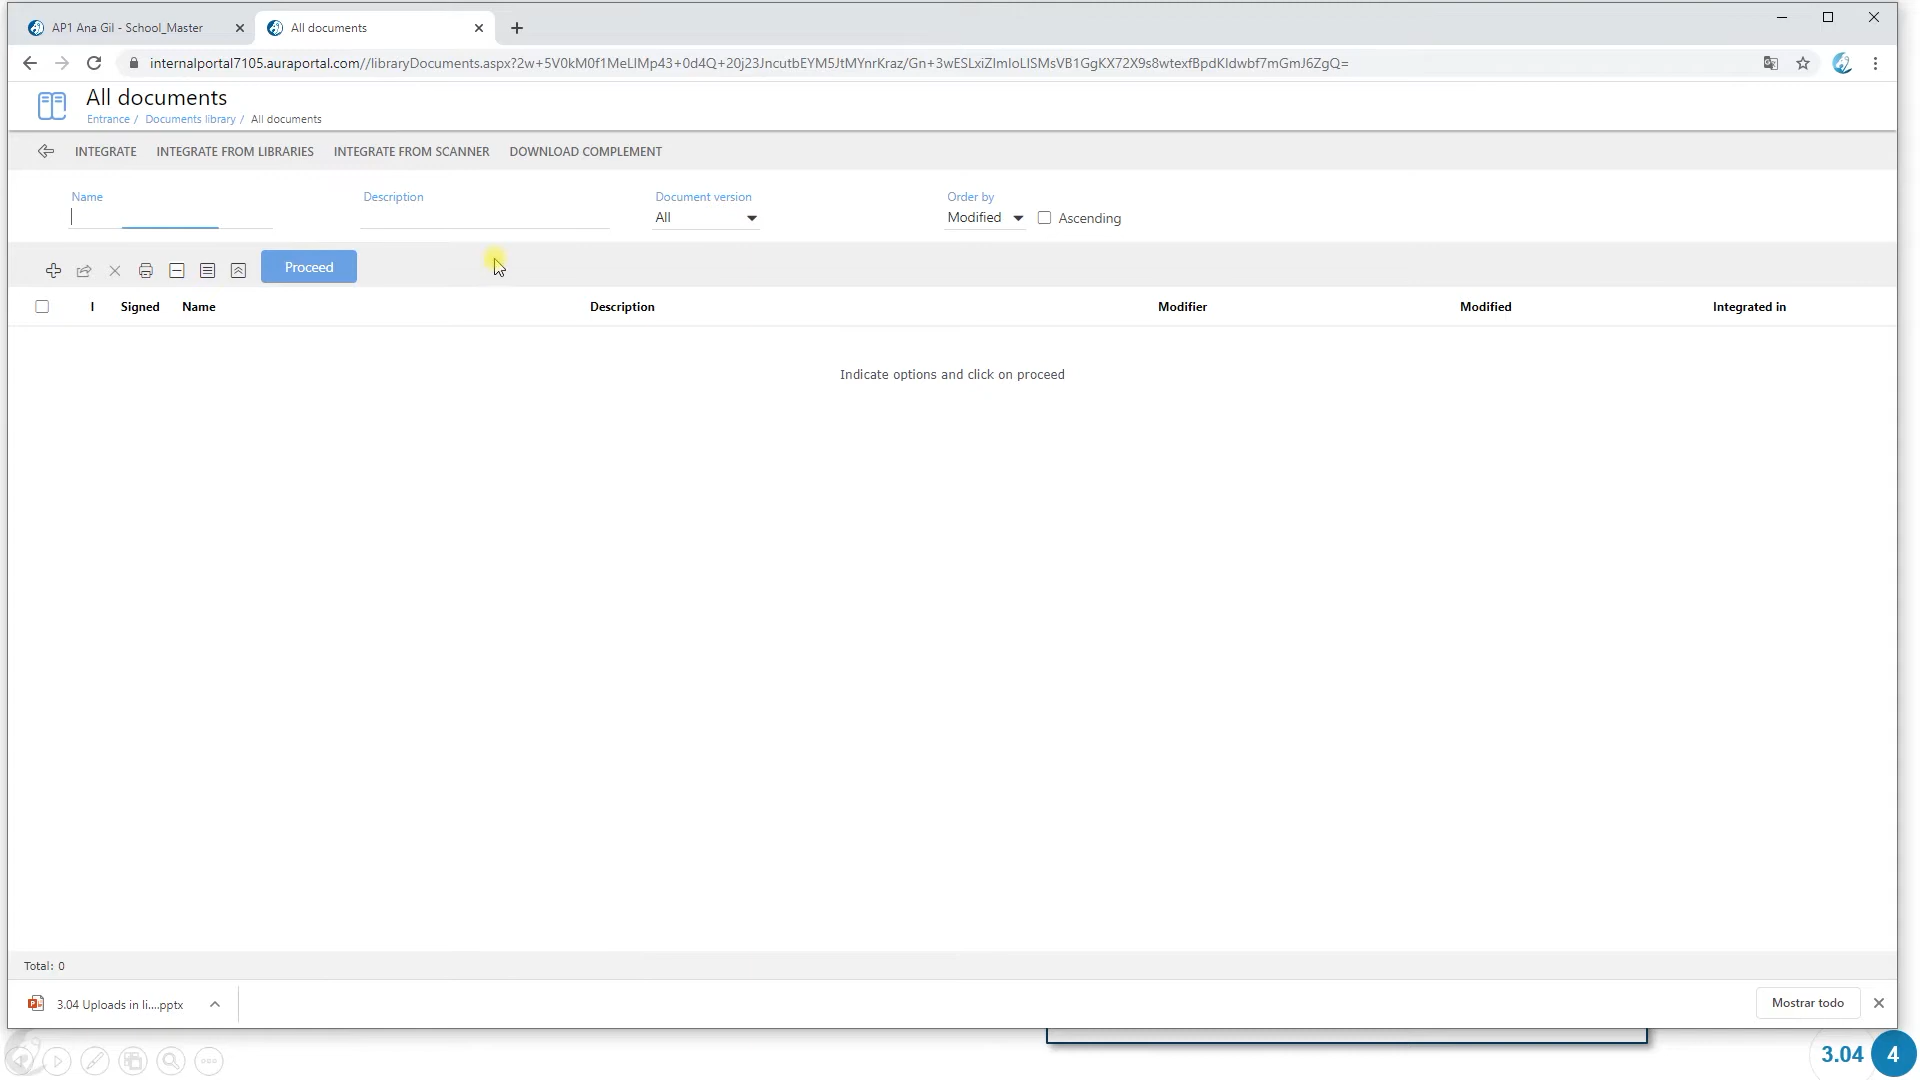 AP1 Ana Gil - School_Master
All documents
internalportal7105.auraportal.com//libraryDocuments.aspx?2w+5V0kM0f1MeLIMp43+0d4Q+20j23JncutbEYM5JtMYnrKraz/Gn+3wESLxiZImIoLISMsVB1GgKX72X9s8wtexfBpdKIdwbf7mGmJ6ZgQ=
All documents
Entrance / Documents library / All documents
INTEGRATE INTEGRATE FROM LIBRARIES INTEGRATE FROM SCANNER DOWNLOAD COMPLEMENT
Name Description Document version Order by
All Modified Ascending
Proceed
I Signed Name Description Modifier Modified Integrated in
Indicate options and click on proceed
Total: 0
3.04 Uploads in li....pptx
Mostrar todo
3.04 4